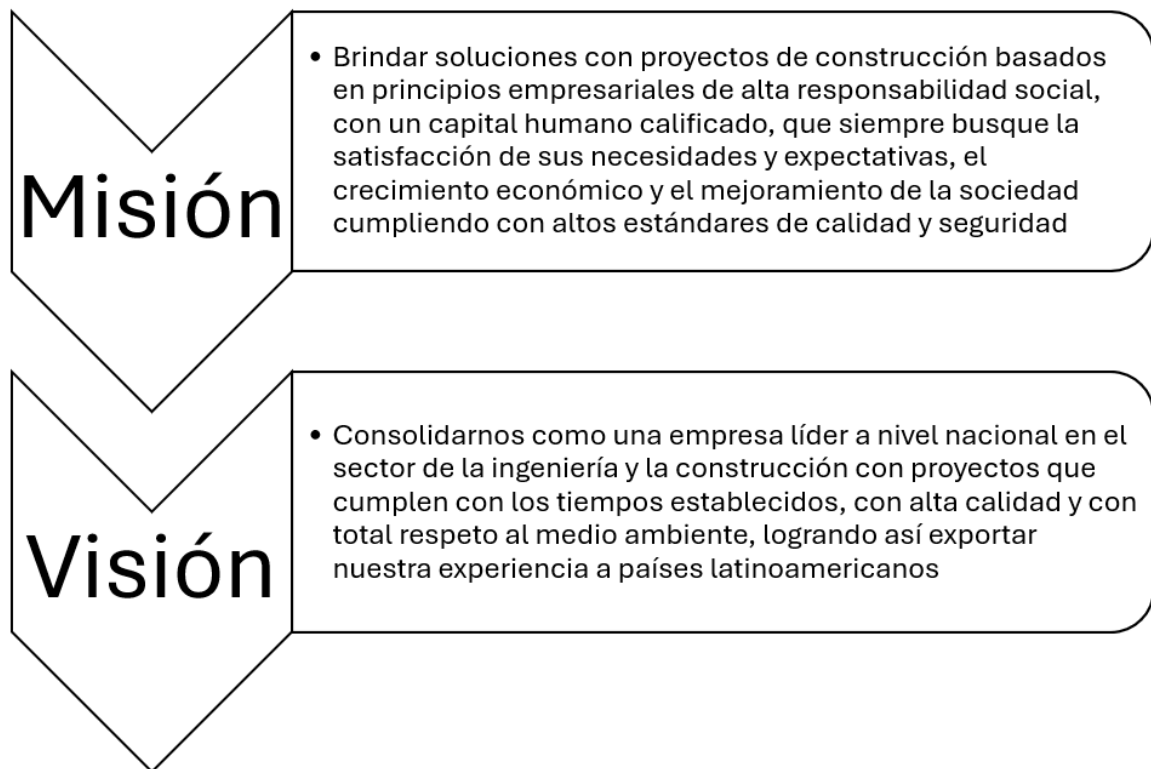 Misión
• Brindar soluciones con proyectos de construcción basados
en principios empresariales de alta responsabilidad social,
con un capital humano calificado, que siempre busque la
satisfacción de sus necesidades y expectativas, el
crecimiento económico y el mejoramiento de la sociedad
cumpliendo con altos estándares de calidad y seguridad
Visión
• Consolidarnos como una empresa líder a nivel nacional en el
sector de la ingeniería y la construcción con proyectos que
cumplen con los tiempos establecidos, con alta calidad y con
total respeto al medio ambiente, logrando así exportar
nuestra experiencia a países latinoamericanos